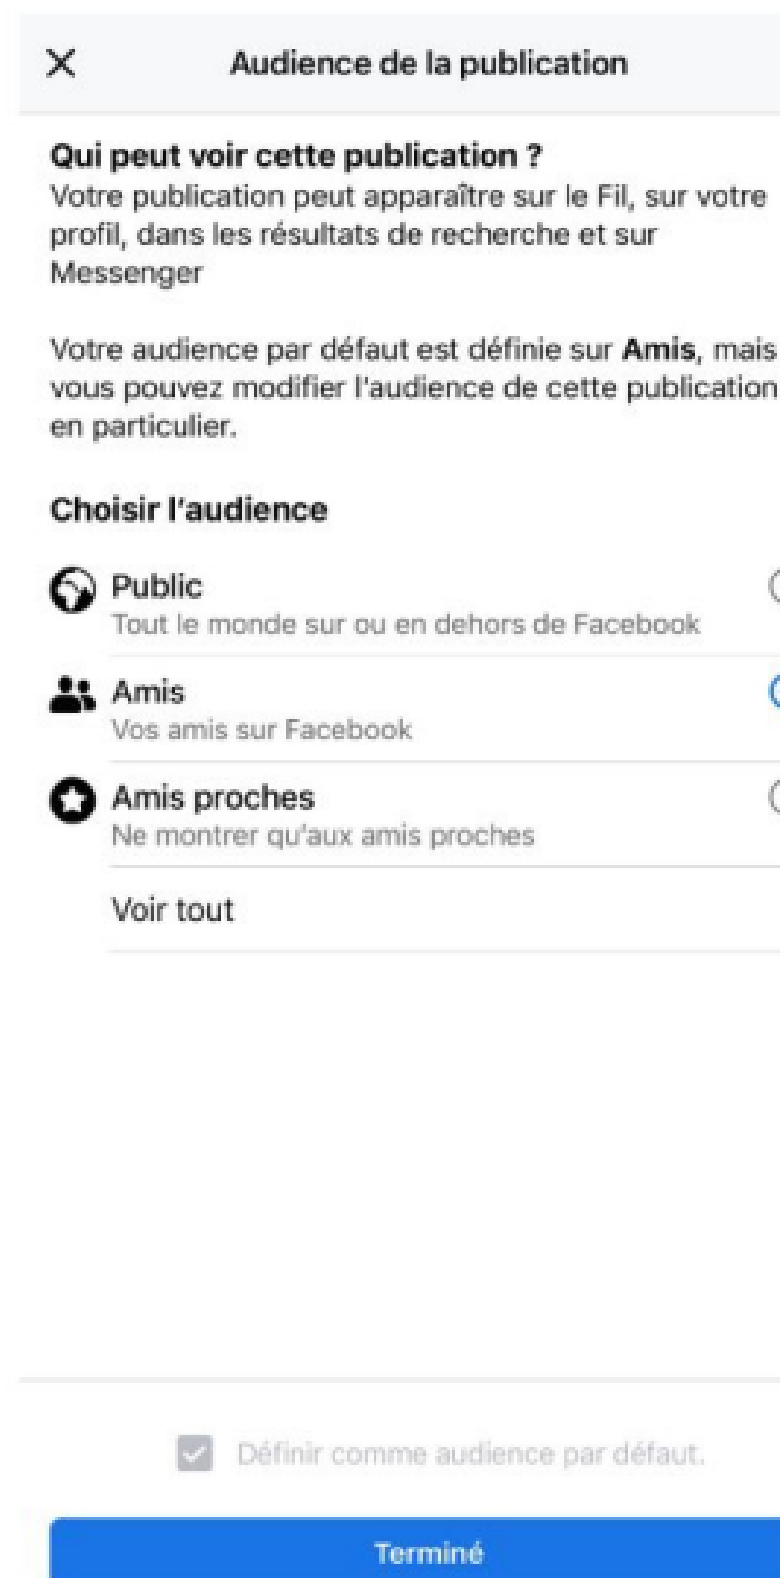 Audience de la publication
Qui peut voir cette publication ?
Votre publication peut apparaître sur le Fil, sur votre
profil, dans les résultats de recherche et sur
Messenger
Votre audience par défaut est définie sur Amis, mais
vous pouvez modifier l'audience de cette publication
en particulier.
Choisir l'audience
Public
Tout le monde sur ou en dehors de Facebook
Amis
Vos amis sur Facebook
Amis proches
Ne montrer qu'aux amis proches
Voir tout
Définir comme audience par défaut.
Terminé